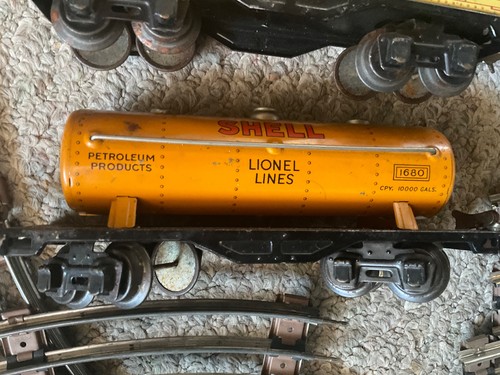 SHELL
PETROLEUM
PRODUCTS
LIONEL
LINES
1680
CPY. 10000 GALS.